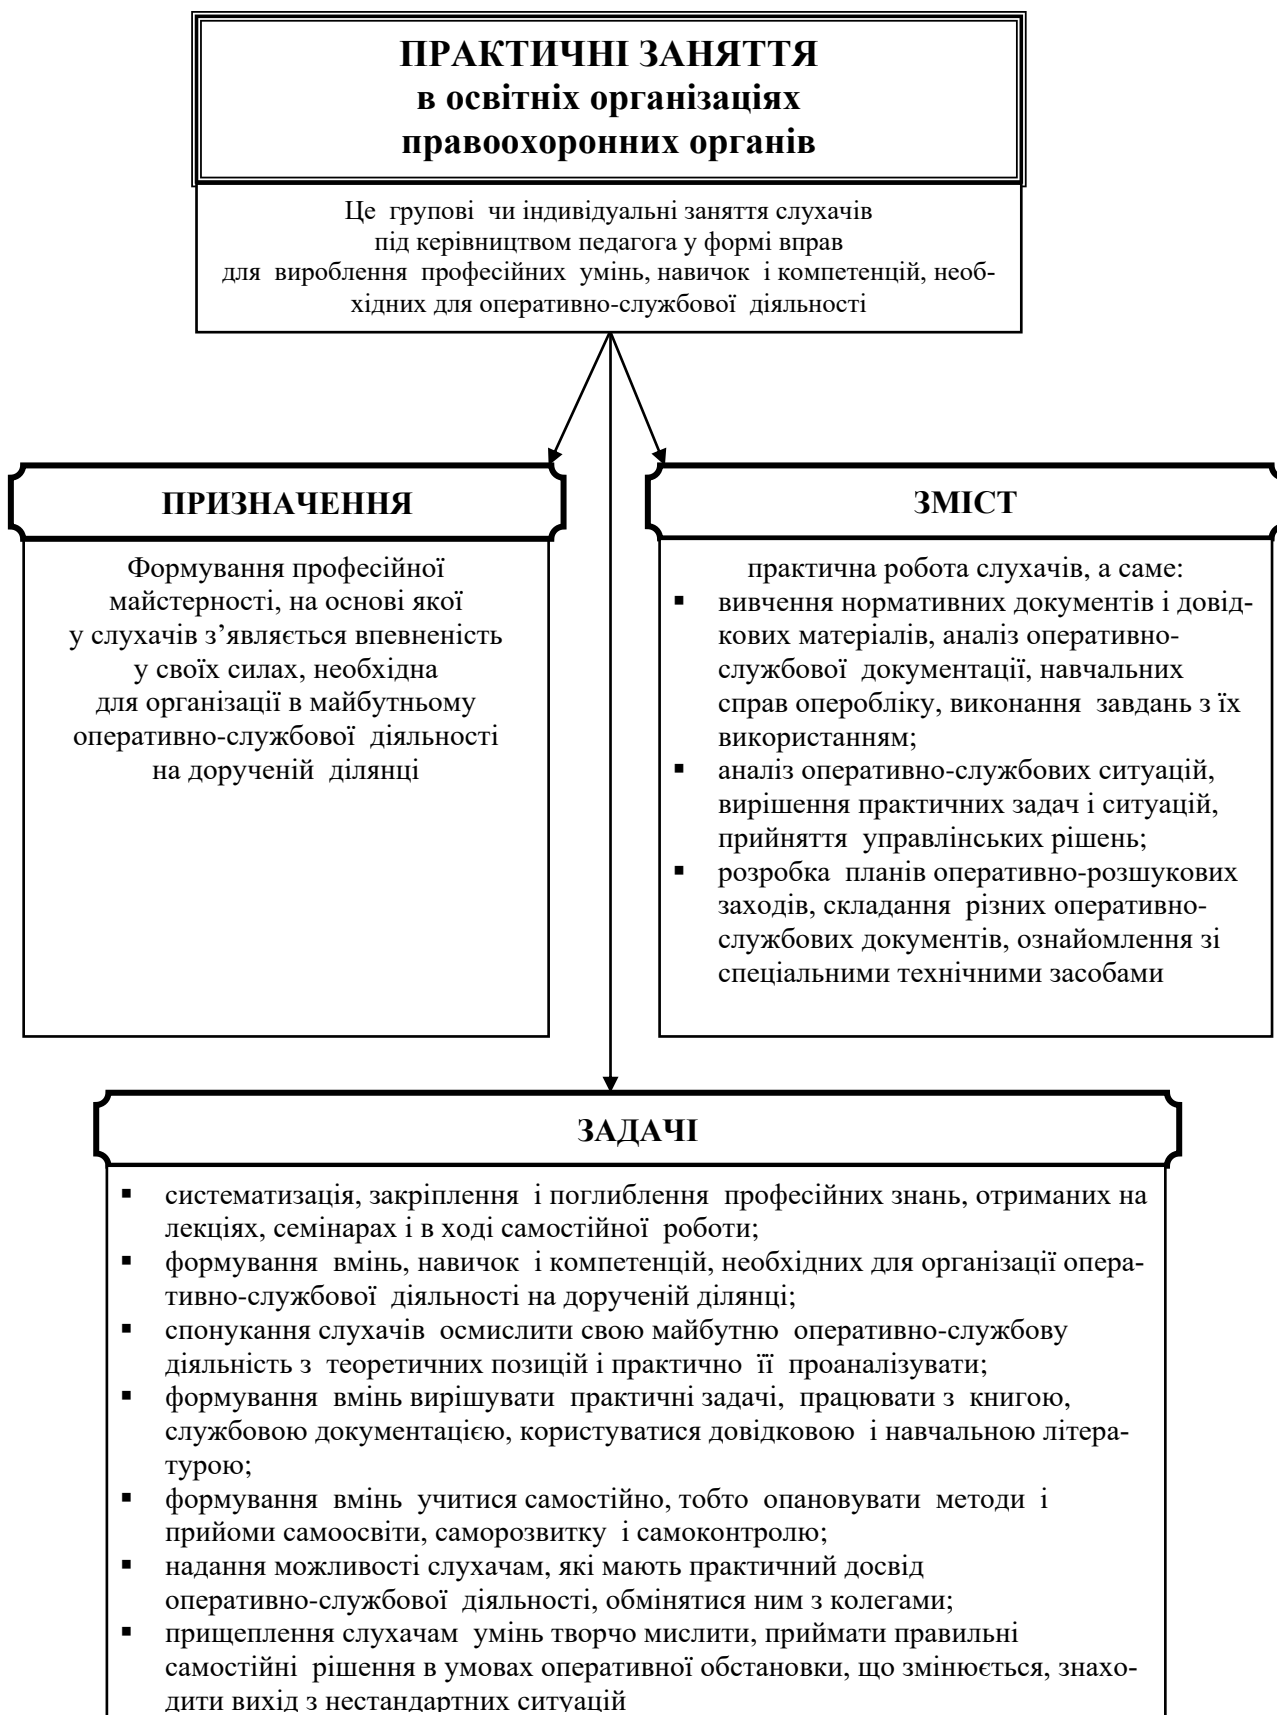 ПРАКТИЧНІ ЗАНЯТТЯ
в освітніх організаціях
правоохоронних органів
Це групові чи індивідуальні заняття слухачів
під керівництвом педагога у формі вправ
для вироблення професійних умінь, навичок і компетенцій, необ-
хідних для оперативно-службової діяльності
ПРИЗНАЧЕННЯ
Формування професійної
майстерності, на основі якої
у слухачів з’являється впевненість
у своїх силах, необхідна
для організації в майбутньому
оперативно-службової діяльності
на дорученій ділянці
ЗМІСТ
практична робота слухачів, а саме:
▪ вивчення нормативних документів і довід-
кових матеріалів, аналіз оперативно-
службової документації, навчальних
справ оперобліку, виконання завдань з їх
використанням;
▪ аналіз оперативно-службових ситуацій,
вирішення практичних задач і ситуацій,
прийняття управлінських рішень;
▪ розробка планів оперативно-розшукових
заходів, складання різних оперативно-
службових документів, ознайомлення зі
спеціальними технічними засобами
ЗАДАЧІ
▪ систематизація, закріплення і поглиблення професійних знань, отриманих на
лекціях, семінарах і в ході самостійної роботи;
▪ формування вмінь, навичок і компетенцій, необхідних для організації опера-
тивно-службової діяльності на дорученій ділянці;
▪ спонукання слухачів осмислити свою майбутню оперативно-службову
діяльність з теоретичних позицій і практично її проаналізувати;
▪ формування вмінь вирішувати практичні задачі, працювати з книгою,
службовою документацією, користуватися довідковою і навчальною літера-
турою;
▪ формування вмінь учитися самостійно, тобто опановувати методи і
прийоми самоосвіти, саморозвитку і самоконтролю;
▪ надання можливості слухачам, які мають практичний досвід
оперативно-службової діяльності, обмінятися ним з колегами;
▪ прищеплення слухачам умінь творчо мислити, приймати правильні
самостійні рішення в умовах оперативної обстановки, що змінюється, знахо-
дити вихід з нестандартних ситуацій